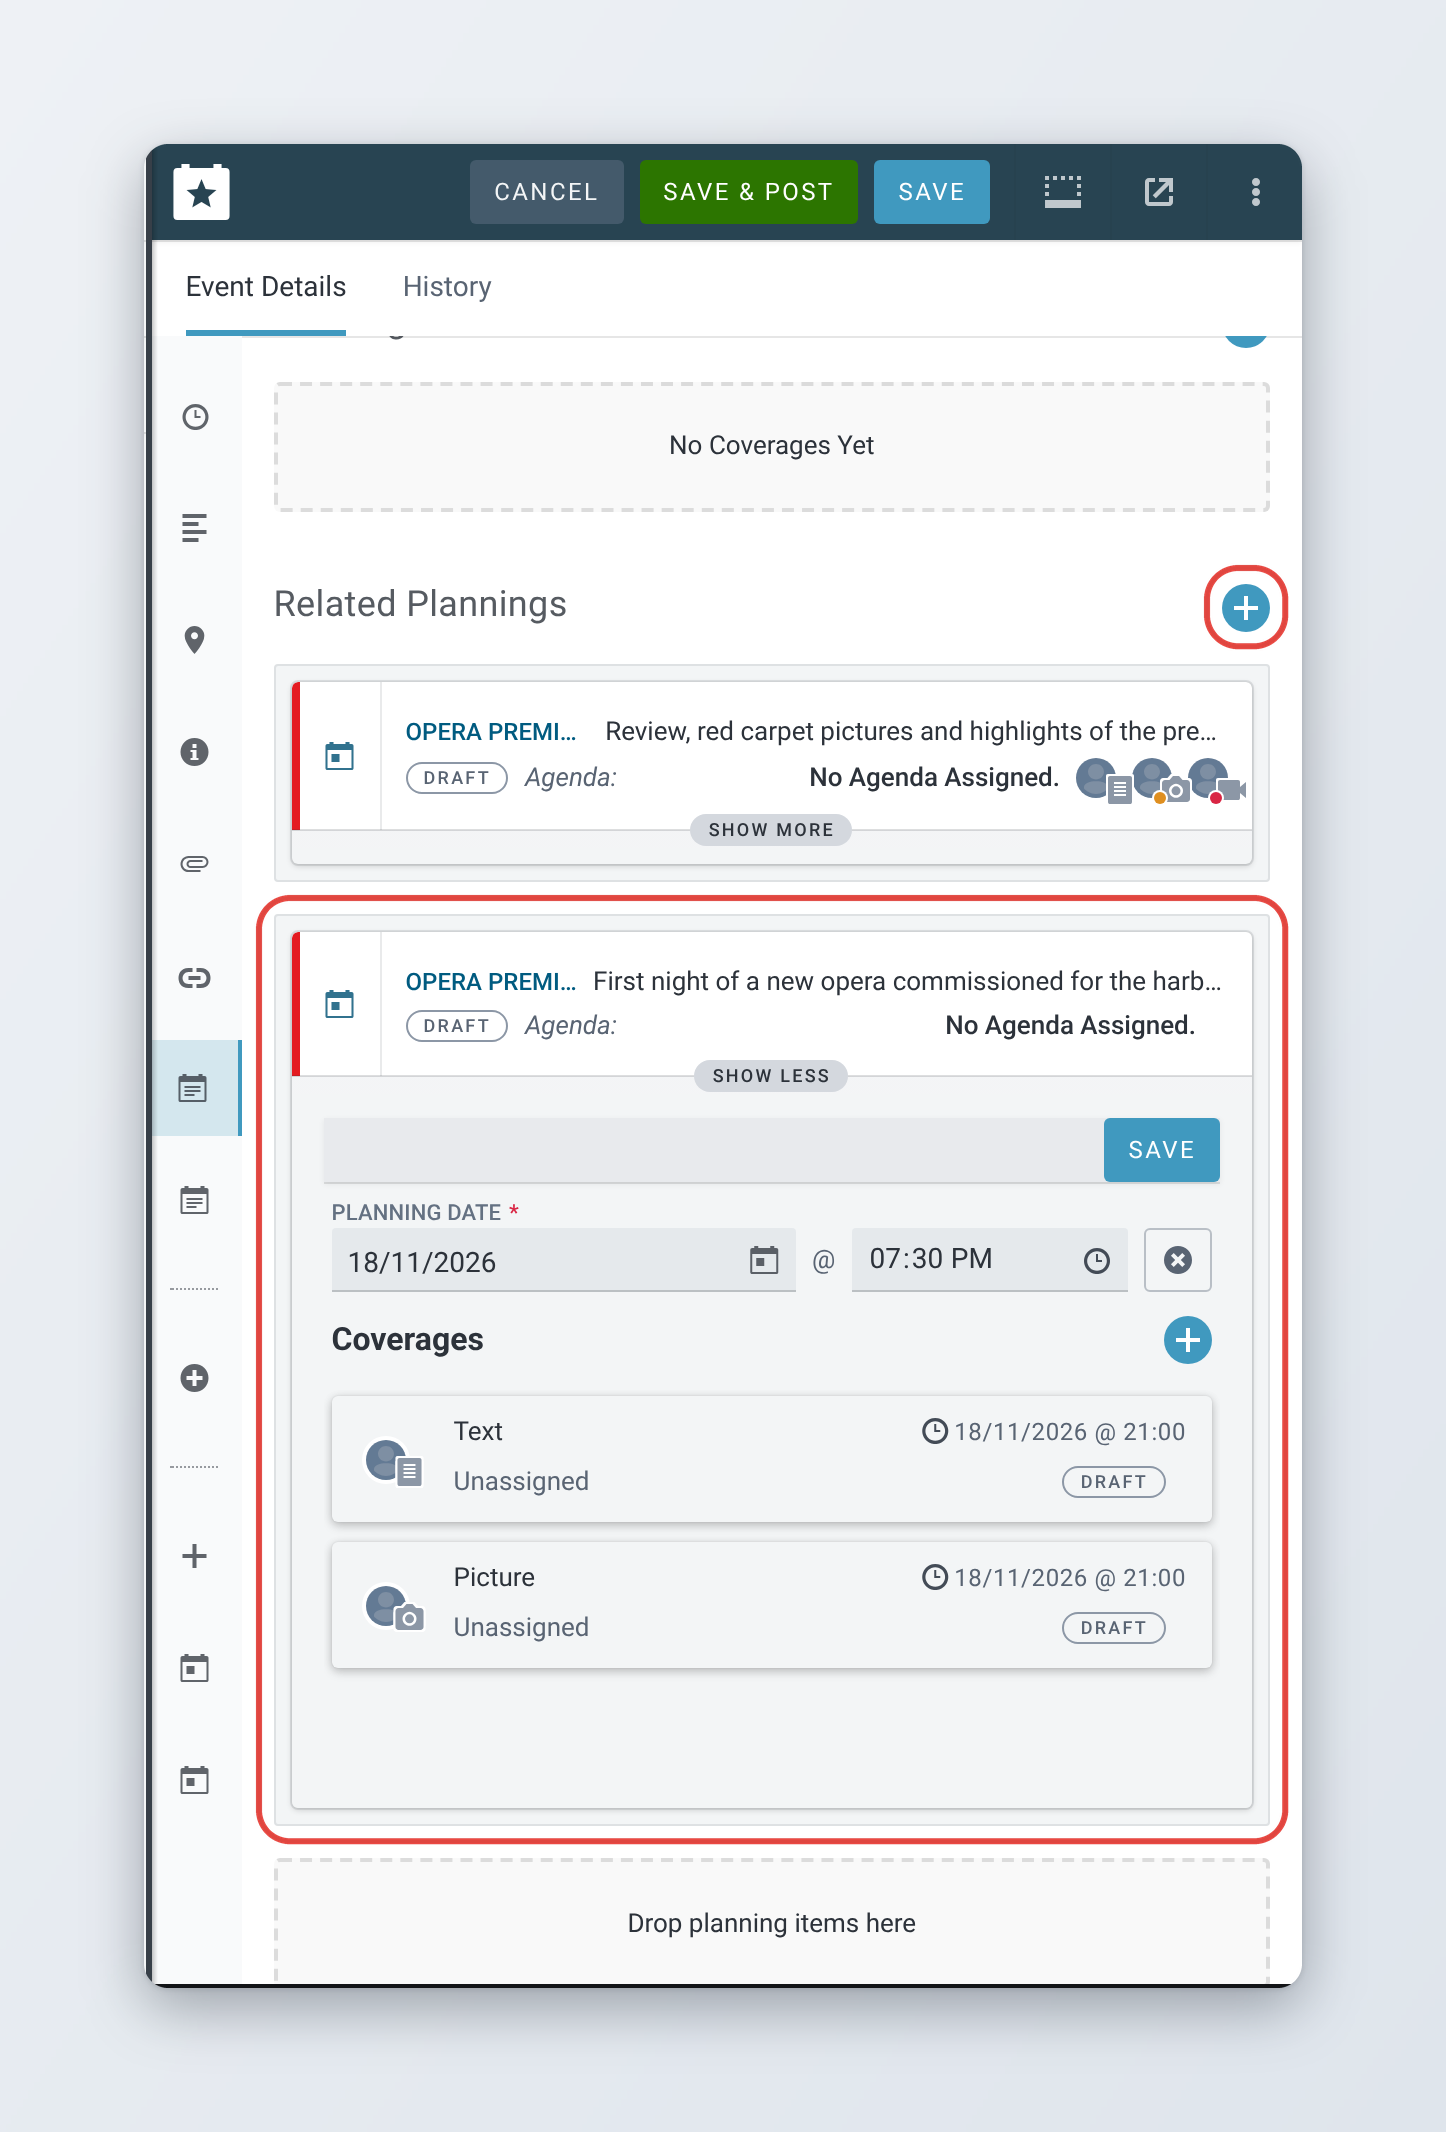 CANCEL
SAVE & POST
SAVE
Event Details
History
No Coverages Yet
Related Plannings
OPERA PREMI... Review, red carpet pictures and highlights of the pre...
DRAFT Agenda: No Agenda Assigned.
SHOW MORE
OPERA PREMI... First night of a new opera commissioned for the harb...
DRAFT Agenda: No Agenda Assigned.
SHOW LESS
SAVE
PLANNING DATE *
18/11/2026 @ 07:30 PM
Coverages
Text 18/11/2026 @ 21:00
Unassigned DRAFT
Picture 18/11/2026 @ 21:00
Unassigned DRAFT
Drop planning items here